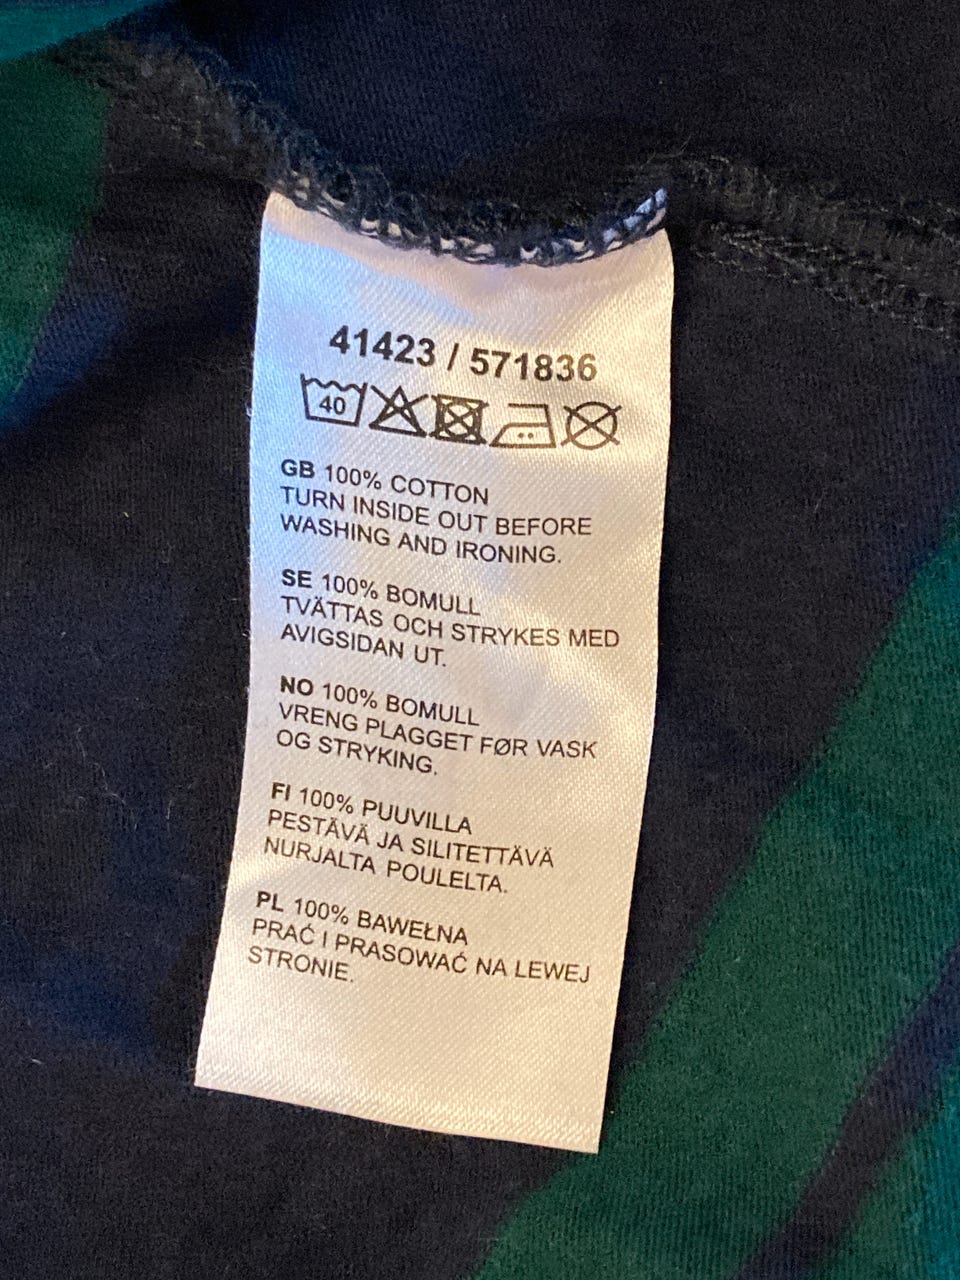 41423 / 571836
40
GB 100% COTTON
TURN INSIDE OUT BEFORE
WASHING AND IRONING.
SE 100% BOMULL
TVÄTTAS OCH STRYKES MED
AVIGSIDAN UT.
NO 100% BOMULL
VRENG PLAGGET FØR VASK
OG STRYKING.
FI 100% PUUVILLA
PESTÄVÄ JA SILITETTÄVÄ
NURJALTA POULELTA.
PL 100% BAWEŁNA
PRAĆ I PRASOWAĆ NA LEWEJ
STRONIE.